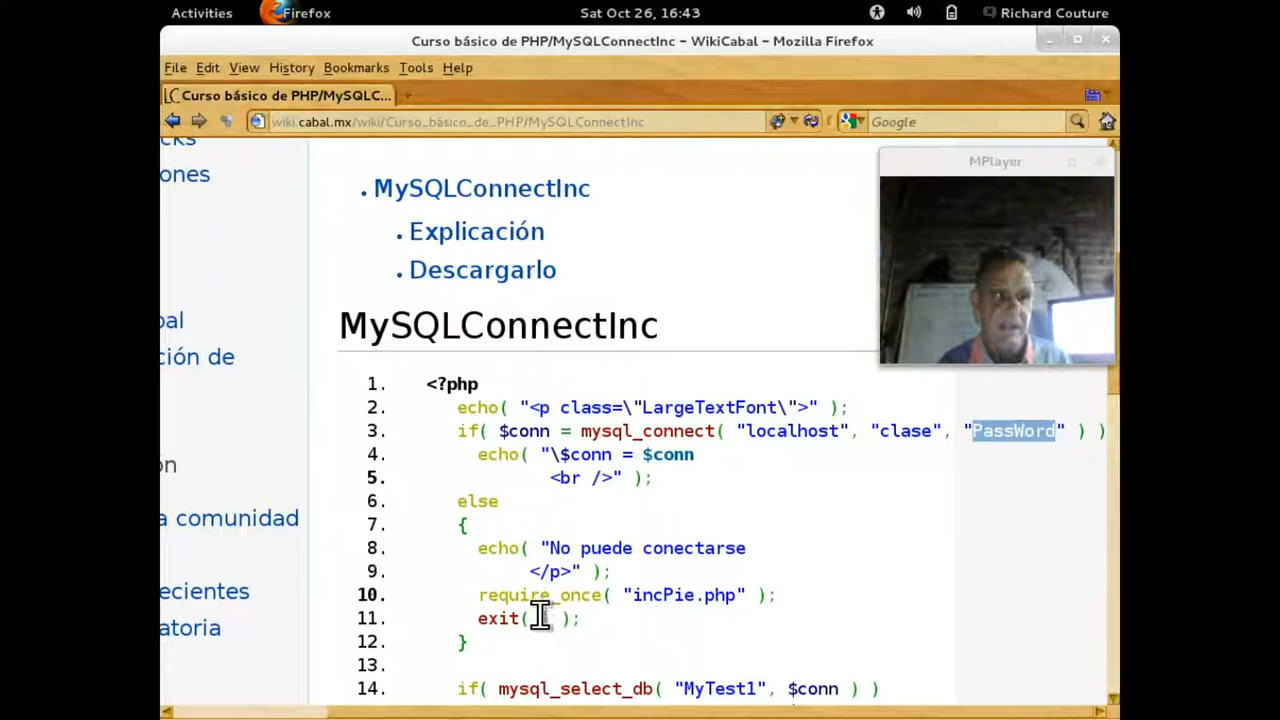 Activities Firefox Sat Oct 26, 16:43 Richard Couture
Curso básico de PHP/MySQLConnectInc – WikiCabal – Mozilla Firefox
File Edit View History Bookmarks Tools Help
Curso básico de PHP/MySQLC...
wiki.cabal.mx/wiki/Curso_básico_de_PHP/MySQLConnectInc Google
cks
ones
MPlayer
MySQLConnectInc
Explicación
Descargarlo
pal
MySQLConnectInc
ción de
1. <?php
2. echo( "<p class=\"LargeTextFont\">" );
3. if( $conn = mysql_connect( "localhost", "clase", "PassWord" ) )
4. echo( "\$conn = $conn
ón
5. <br />" );
6. else
a comunidad
7. {
8. echo( "No puede conectarse
9. </p>" );
ecientes
10. require_once( "incPie.php" );
11. exit( );
atoria
12. }
13.
14. if( mysql_select_db( "MyTest1", $conn ) )